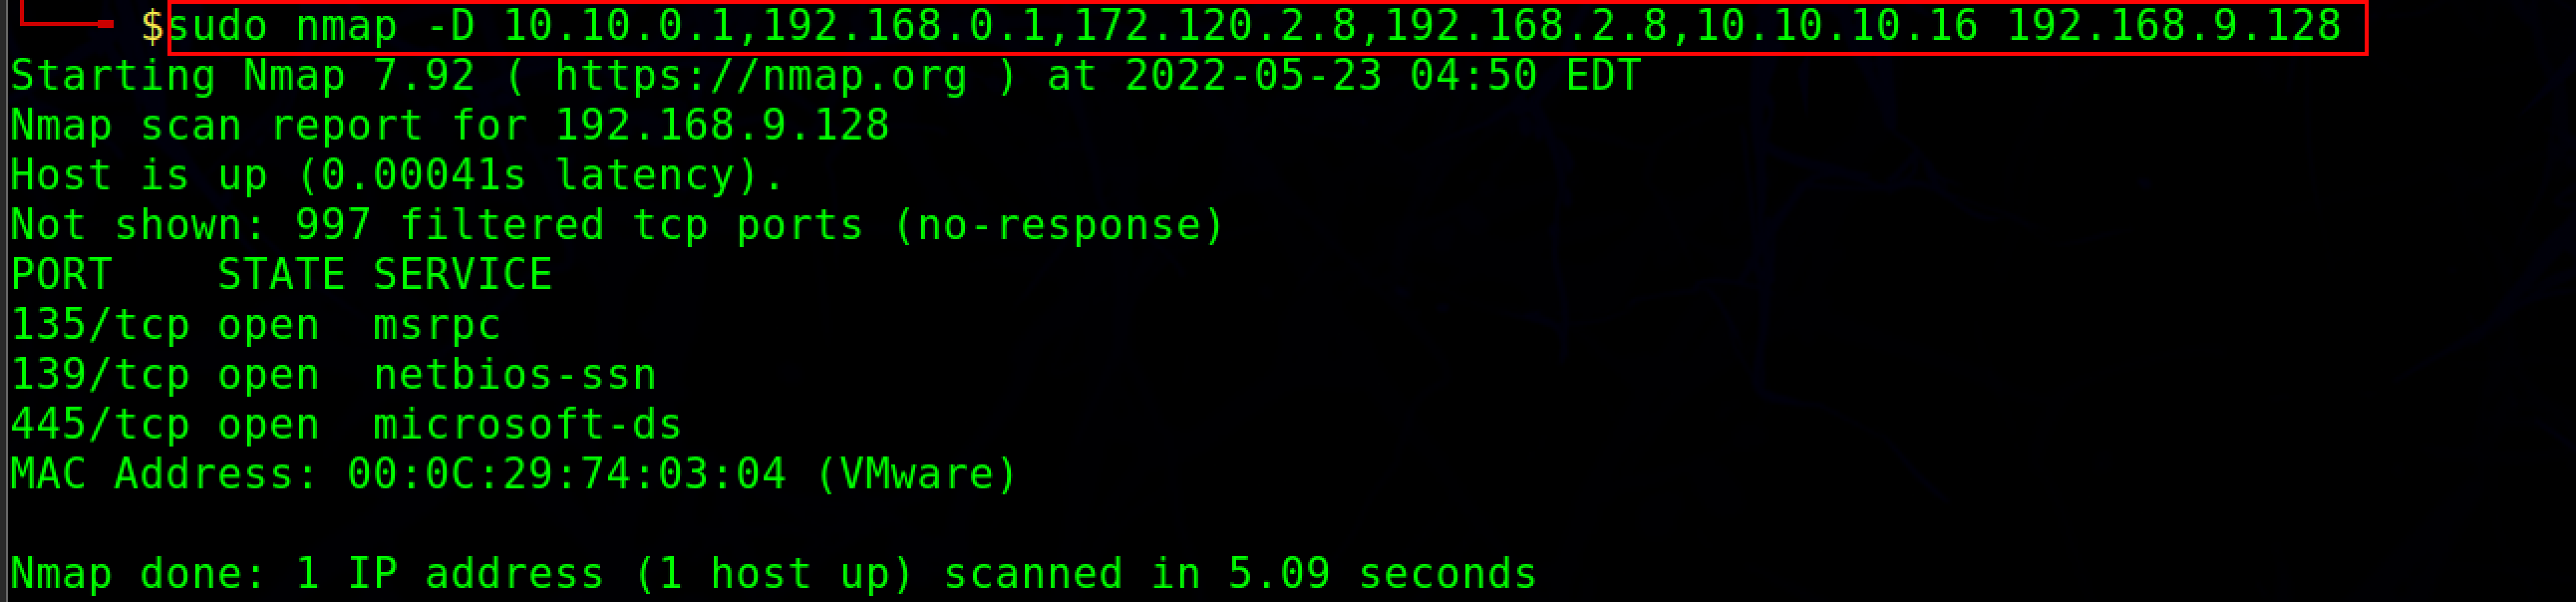 $sudo nmap -D 10.10.0.1,192.168.0.1,172.120.2.8,192.168.2.8,10.10.10.16 192.168.9.128
Starting Nmap 7.92 ( https://nmap.org ) at 2022-05-23 04:50 EDT
Nmap scan report for 192.168.9.128
Host is up (0.00041s latency).
Not shown: 997 filtered tcp ports (no-response)
PORT    STATE SERVICE
135/tcp open  msrpc
139/tcp open  netbios-ssn
445/tcp open  microsoft-ds
MAC Address: 00:0C:29:74:03:04 (VMware)
Nmap done: 1 IP address (1 host up) scanned in 5.09 seconds